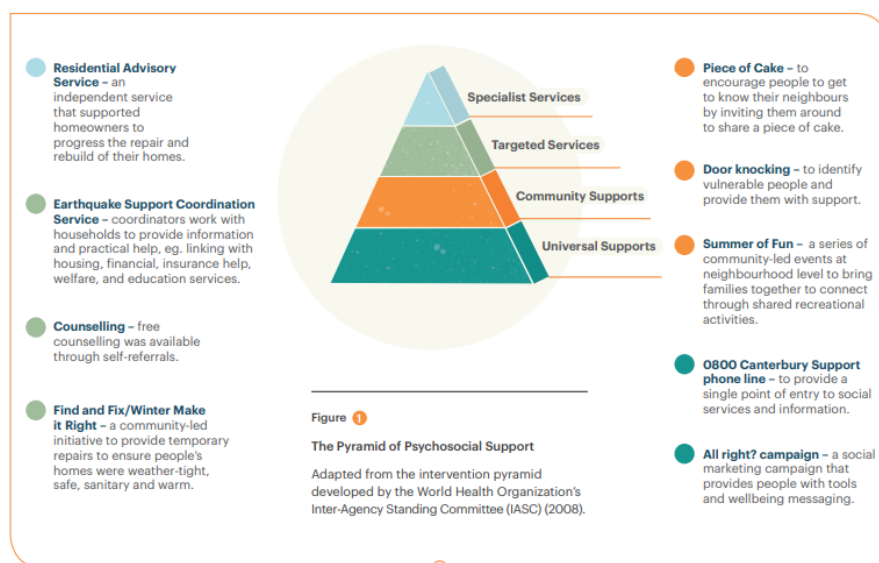 Residential Advisory
Service – an
independent service
that supported
homeowners to
progress the repair and
rebuild of their homes.
Earthquake Support Coordination
Service – coordinators work with
households to provide information
and practical help, eg. linking with
housing, financial, insurance help,
welfare, and education services.
Counselling – free
counselling was available
through self-referrals.
Find and Fix/Winter Make
it Right – a community-led
initiative to provide temporary
repairs to ensure people's
homes were weather-tight,
safe, sanitary and warm.
Specialist Services
Targeted Services
Community Supports
Universal Supports
Figure 1
The Pyramid of Psychosocial Support
Adapted from the intervention pyramid
developed by the World Health Organization's
Inter-Agency Standing Committee (IASC) (2008).
Piece of Cake – to
encourage people to get
to know their neighbours
by inviting them around
to share a piece of cake.
Door knocking – to identify
vulnerable people and
provide them with support.
Summer of Fun – a series of
community-led events at
neighbourhood level to bring
families together to connect
through shared recreational
activities.
0800 Canterbury Support
phone line – to provide a
single point of entry to social
services and information.
All right? campaign – a social
marketing campaign that
provides people with tools
and wellbeing messaging.